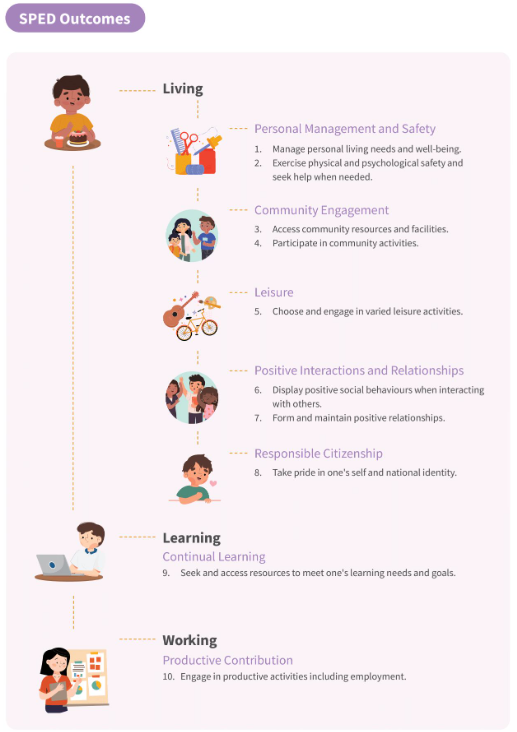 SPED Outcomes
Living
Personal Management and Safety
1. Manage personal living needs and well-being.
2. Exercise physical and psychological safety and
seek help when needed.
Community Engagement
3. Access community resources and facilities.
4. Participate in community activities.
Leisure
5. Choose and engage in varied leisure activities.
Positive Interactions and Relationships
6. Display positive social behaviours when interacting
with others.
7. Form and maintain positive relationships.
Responsible Citizenship
8. Take pride in one's self and national identity.
Learning
Continual Learning
9. Seek and access resources to meet one's learning needs and goals.
Working
Productive Contribution
10. Engage in productive activities including employment.